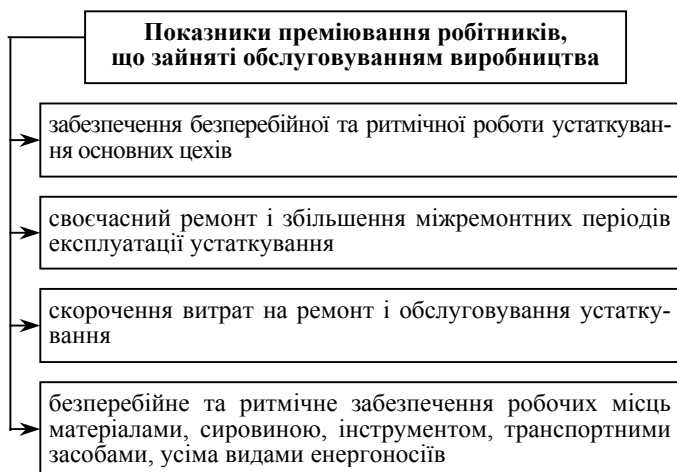 Показники преміювання робітників,
що зайняті обслуговуванням виробництва
забезпечення безперебійної та ритмічної роботи устаткуван-
ня основних цехів
своєчасний ремонт і збільшення міжремонтних періодів
експлуатації устаткування
скорочення витрат на ремонт і обслуговування устатку-
вання
безперебійне та ритмічне забезпечення робочих місць
матеріалами, сировиною, інструментом, транспортними
засобами, усіма видами енергоносіїв